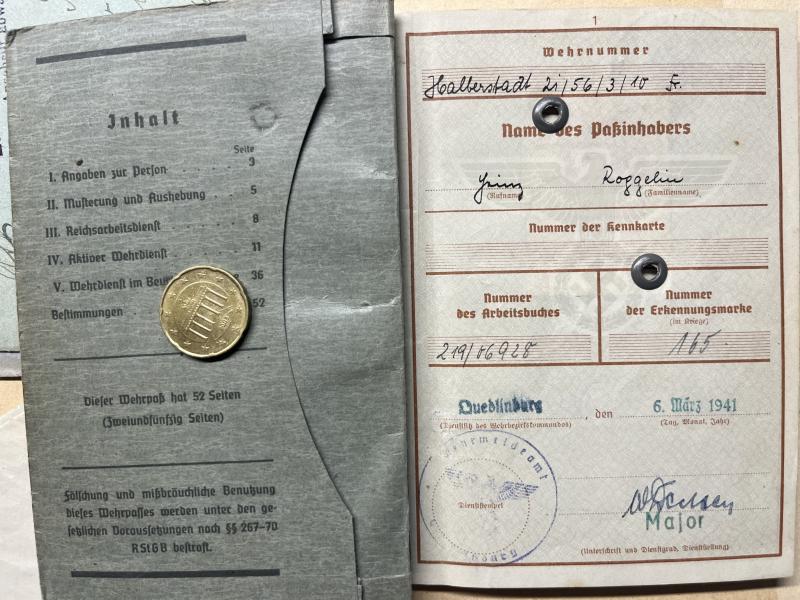 Inhalt
Seite
I. Angaben zur Person 3
II. Musterung und Aushebung 5
III. Reichsarbeitsdienst 8
IV. Aktiver Wehrdienst 11
V. Wehrdienst im 36
Bestimmungen 52
Dieser Wehrpaß hat 52 Seiten
(Zweiundfünfzig Seiten)
Fälschung und mißbräuchliche Benutzung
dieses Wehrpasses werden unter den ge-
setzlichen Voraussetzungen nach §§ 267-70
RStGB bestraft.
1
Wehrnummer
Halberstadt 2i/56/3/10
Name des Paßinhabers
Roggelin
(Rufname) (Familienname)
Nummer der Kennkarte
Nummer
des Arbeitsbuches
219/06928
Nummer
der Erkennungsmarke
(im Kriege)
165.
Quedlinburg, den 6. März 1941
(Dienstsitz des Wehrbezirkskommandos) (Tag, Monat, Jahr)
Wehrmeldeamt
Dienststempel
Major
(Unterschrift und Dienstgrad, Dienststellung)